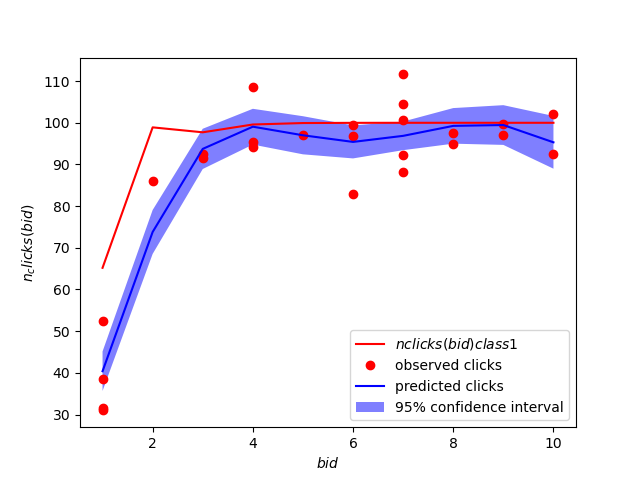 110
100
90
80
70
60
50
40
30
n_clicks(bid)
2
4
6
8
10
bid
nclicks(bid)class1
observed clicks
predicted clicks
95% confidence interval